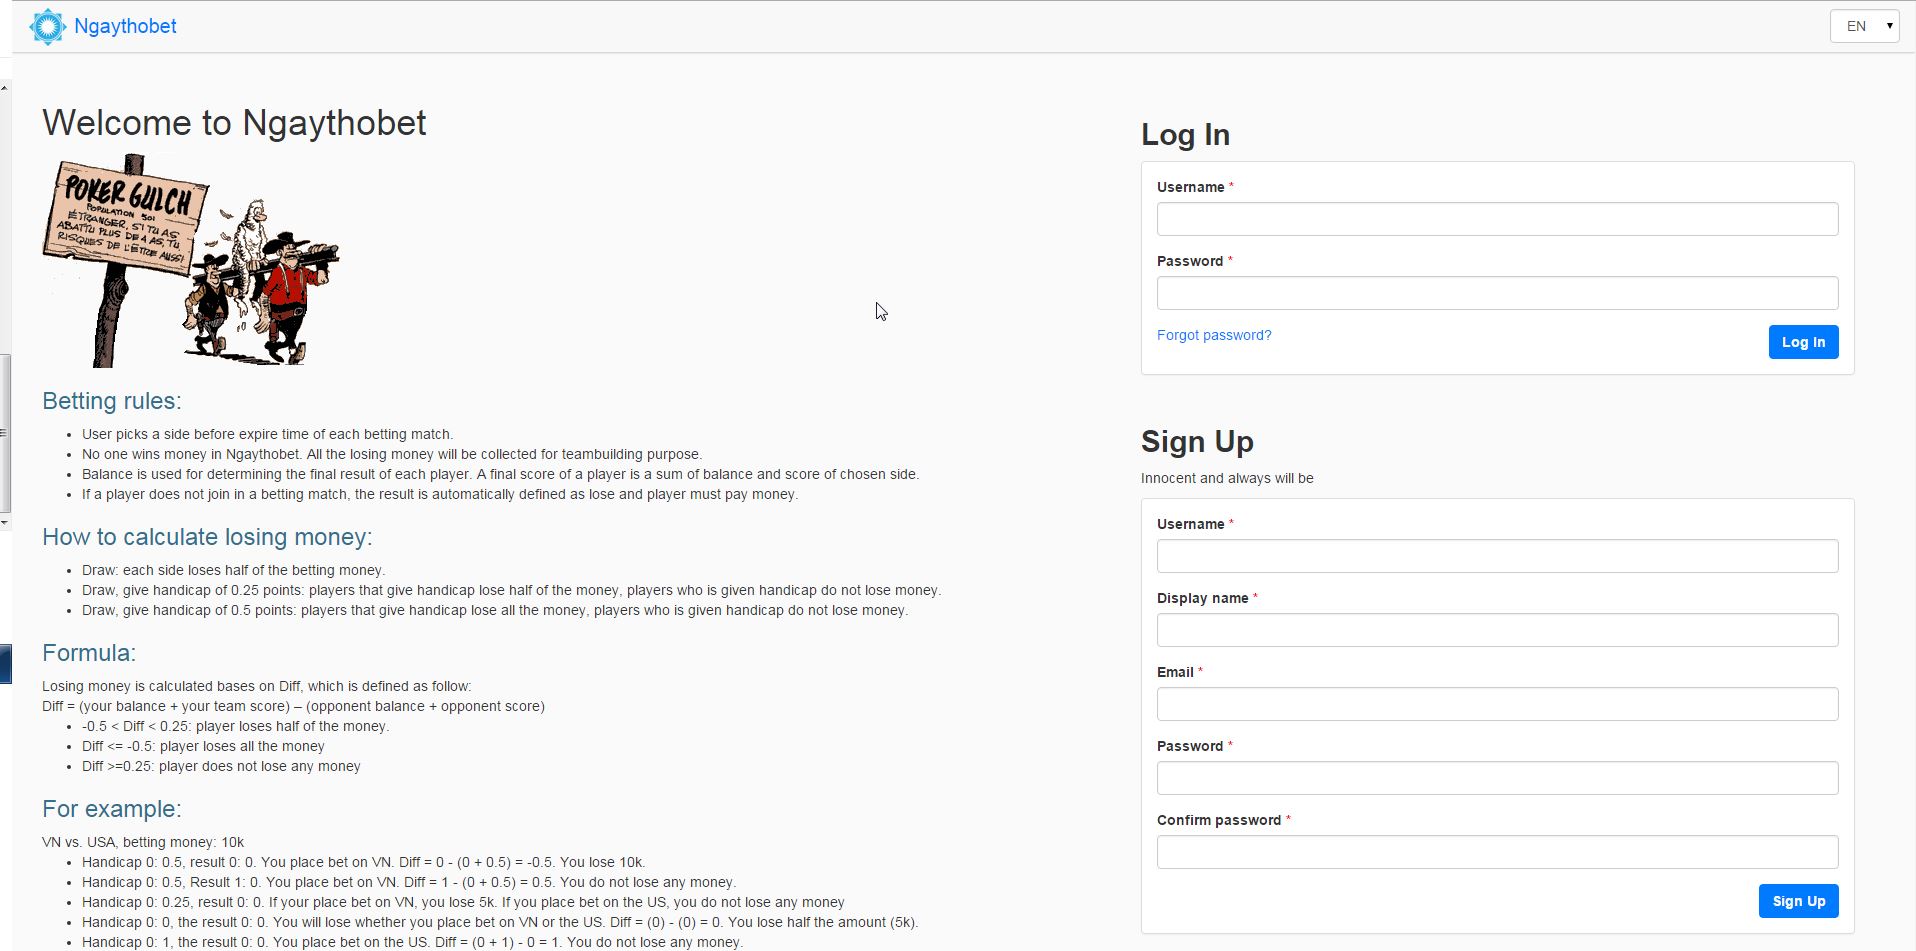 Ngaythobet
EN
Welcome to Ngaythobet
POKER GULCH
POPULATION 501
ÉTRANGER, SI TU AS
ABATTU PLUS DE 4 AS, TU
RISQUES DE L'ÊTRE AUSSI
Betting rules:
User picks a side before expire time of each betting match.
No one wins money in Ngaythobet. All the losing money will be collected for teambuilding purpose.
Balance is used for determining the final result of each player. A final score of a player is a sum of balance and score of chosen side.
If a player does not join in a betting match, the result is automatically defined as lose and player must pay money.
How to calculate losing money:
Draw: each side loses half of the betting money.
Draw, give handicap of 0.25 points: players that give handicap lose half of the money, players who is given handicap do not lose money.
Draw, give handicap of 0.5 points: players that give handicap lose all the money, players who is given handicap do not lose money.
Formula:
Losing money is calculated bases on Diff, which is defined as follow:
Diff = (your balance + your team score) – (opponent balance + opponent score)
-0.5 < Diff < 0.25: player loses half of the money.
Diff <= -0.5: player loses all the money
Diff >=0.25: player does not lose any money
For example:
VN vs. USA, betting money: 10k
Handicap 0: 0.5, result 0: 0. You place bet on VN. Diff = 0 - (0 + 0.5) = -0.5. You lose 10k.
Handicap 0: 0.5, Result 1: 0. You place bet on VN. Diff = 1 - (0 + 0.5) = 0.5. You do not lose any money.
Handicap 0: 0.25, result 0: 0. If your place bet on VN, you lose 5k. If you place bet on the US, you do not lose any money
Handicap 0: 0, the result 0: 0. You will lose whether you place bet on VN or the US. Diff = (0) - (0) = 0. You lose half the amount (5k).
Handicap 0: 1, the result 0: 0. You place bet on the US. Diff = (0 + 1) - 0 = 1. You do not lose any money.
Log In
Username *
Password *
Forgot password?
Log In
Sign Up
Innocent and always will be
Username *
Display name *
Email *
Password *
Confirm password *
Sign Up